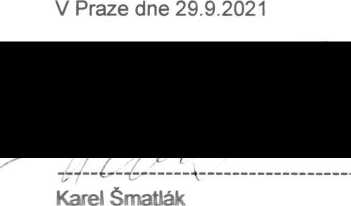 V Praze dne 29.9.2021
Karel Šmatlák